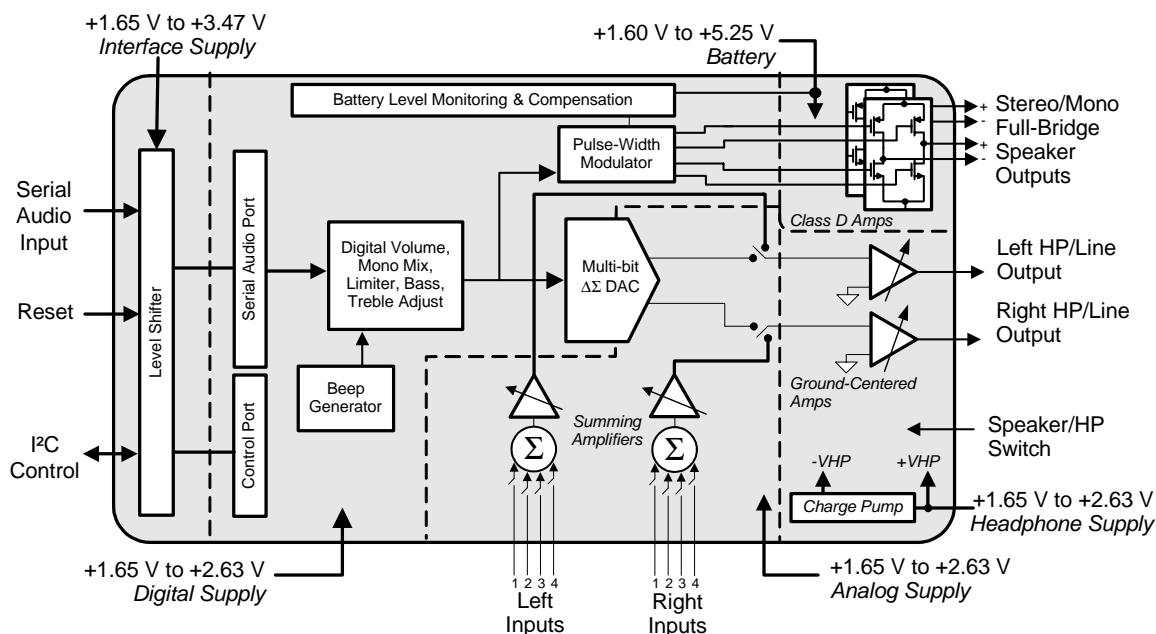 +1.65 V to +3.47 V
Interface Supply
+1.60 V to +5.25 V
Battery
Battery Level Monitoring & Compensation
Pulse-Width
Modulator
+
-
+
-
Stereo/Mono
Full-Bridge
Speaker
Outputs
Class D Amps
Serial
Audio
Input
Reset
I²C
Control
Level Shifter
Serial Audio Port
Control Port
Digital Volume,
Mono Mix,
Limiter, Bass,
Treble Adjust
Beep
Generator
Multi-bit
ΔΣ DAC
Left HP/Line
Output
Right HP/Line
Output
Ground-Centered
Amps
Summing
Amplifiers
Σ
Σ
Speaker/HP
Switch
-VHP
+VHP
Charge Pump
+1.65 V to +2.63 V
Headphone Supply
+1.65 V to +2.63 V
Digital Supply
1 2 3 4
Left
Inputs
1 2 3 4
Right
Inputs
+1.65 V to +2.63 V
Analog Supply